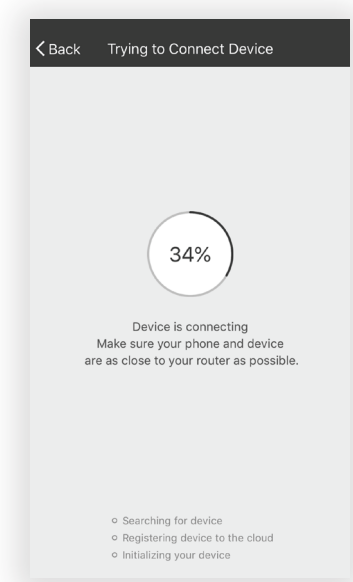 Back Trying to Connect Device
34%
Device is connecting
Make sure your phone and device
are as close to your router as possible.
Searching for device
Registering device to the cloud
Initializing your device